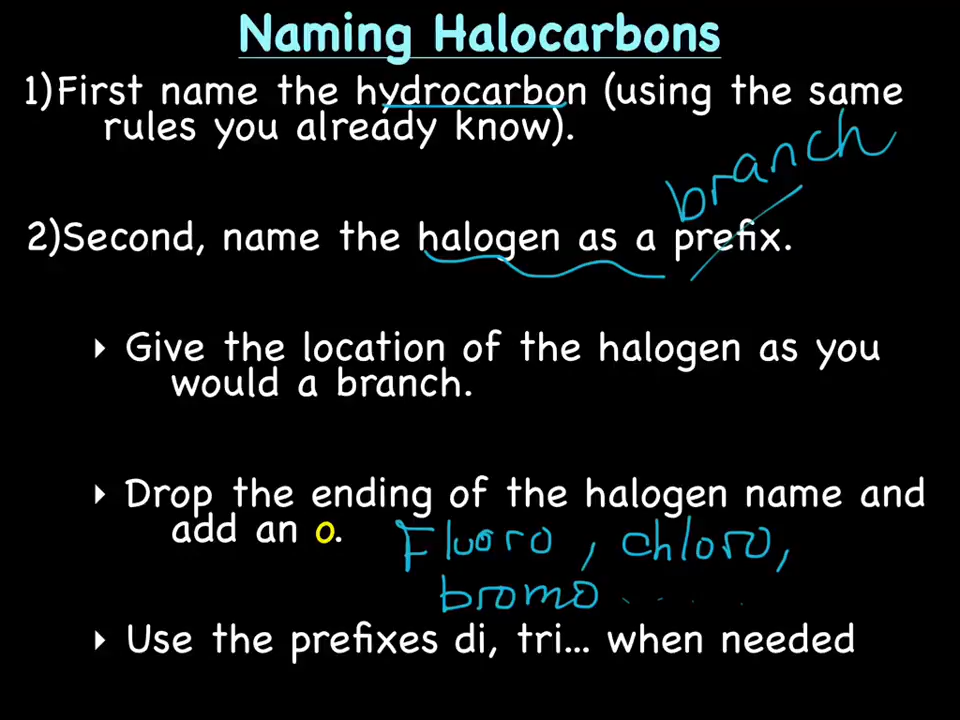 Naming Halocarbons
1)First name the hydrocarbon (using the same
rules you already know).
branch
2)Second, name the halogen as a prefix.
‣ Give the location of the halogen as you
would a branch.
‣ Drop the ending of the halogen name and
add an o. Fluoro, chloro,
bromo .....
‣ Use the prefixes di, tri... when needed